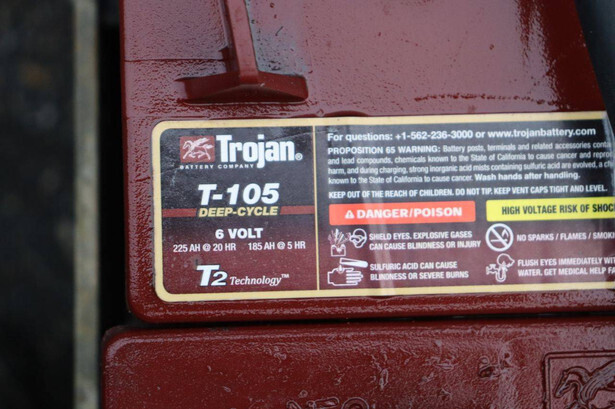 Trojan®
BATTERY COMPANY
T-105
DEEP-CYCLE
6 VOLT
225 AH @ 20 HR 185 AH @ 5 HR
T2 Technology™
For questions: +1-562-236-3000 or www.trojanbattery.com
PROPOSITION 65 WARNING: Battery posts, terminals and related accessories
and lead compounds, chemicals known to the State of California to cause cancer and
harm, and during charging, strong inorganic acid mists containing sulfuric acid are evolved, a
known to the State of California to cause cancer. Wash hands after handling.
KEEP OUT OF THE REACH OF CHILDREN. DO NOT TIP. KEEP VENT CAPS TIGHT AND LEVEL.
DANGER/POISON
HIGH VOLTAGE RISK OF
SHIELD EYES. EXPLOSIVE GASES
CAN CAUSE BLINDNESS OR INJURY
NO SPARKS / FLAMES /
SULFURIC ACID CAN CAUSE
BLINDNESS OR SEVERE BURNS
FLUSH EYES IMMEDIATELY
WATER. GET MEDICAL HELP